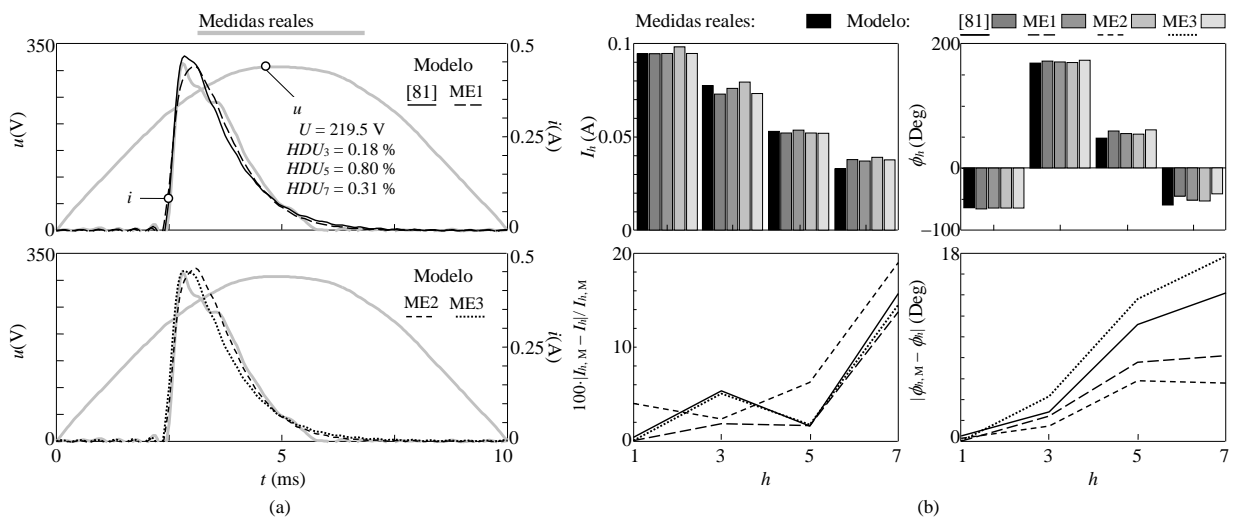 Medidas reales
350
0.5
Modelo
[81] ME1
u
u(V)
0.25
i(A)
U = 219.5 V
HDU3 = 0.18 %
HDU5 = 0.80 %
HDU7 = 0.31 %
i
0
0
350
0.5
Modelo
ME2 ME3
u(V)
0.25
i(A)
0
0
0 5 10
t (ms)
(a)
Medidas reales: Modelo: [81] ME1 ME2 ME3
0.1
0.05
0
Ih (A)
200
0
−100
ϕh (Deg)
20
10
0
100·|Ih, M − Ih|/ Ih, M
1 3 5 7
h
18
9
0
|ϕh, M − ϕh| (Deg)
1 3 5 7
h
(b)